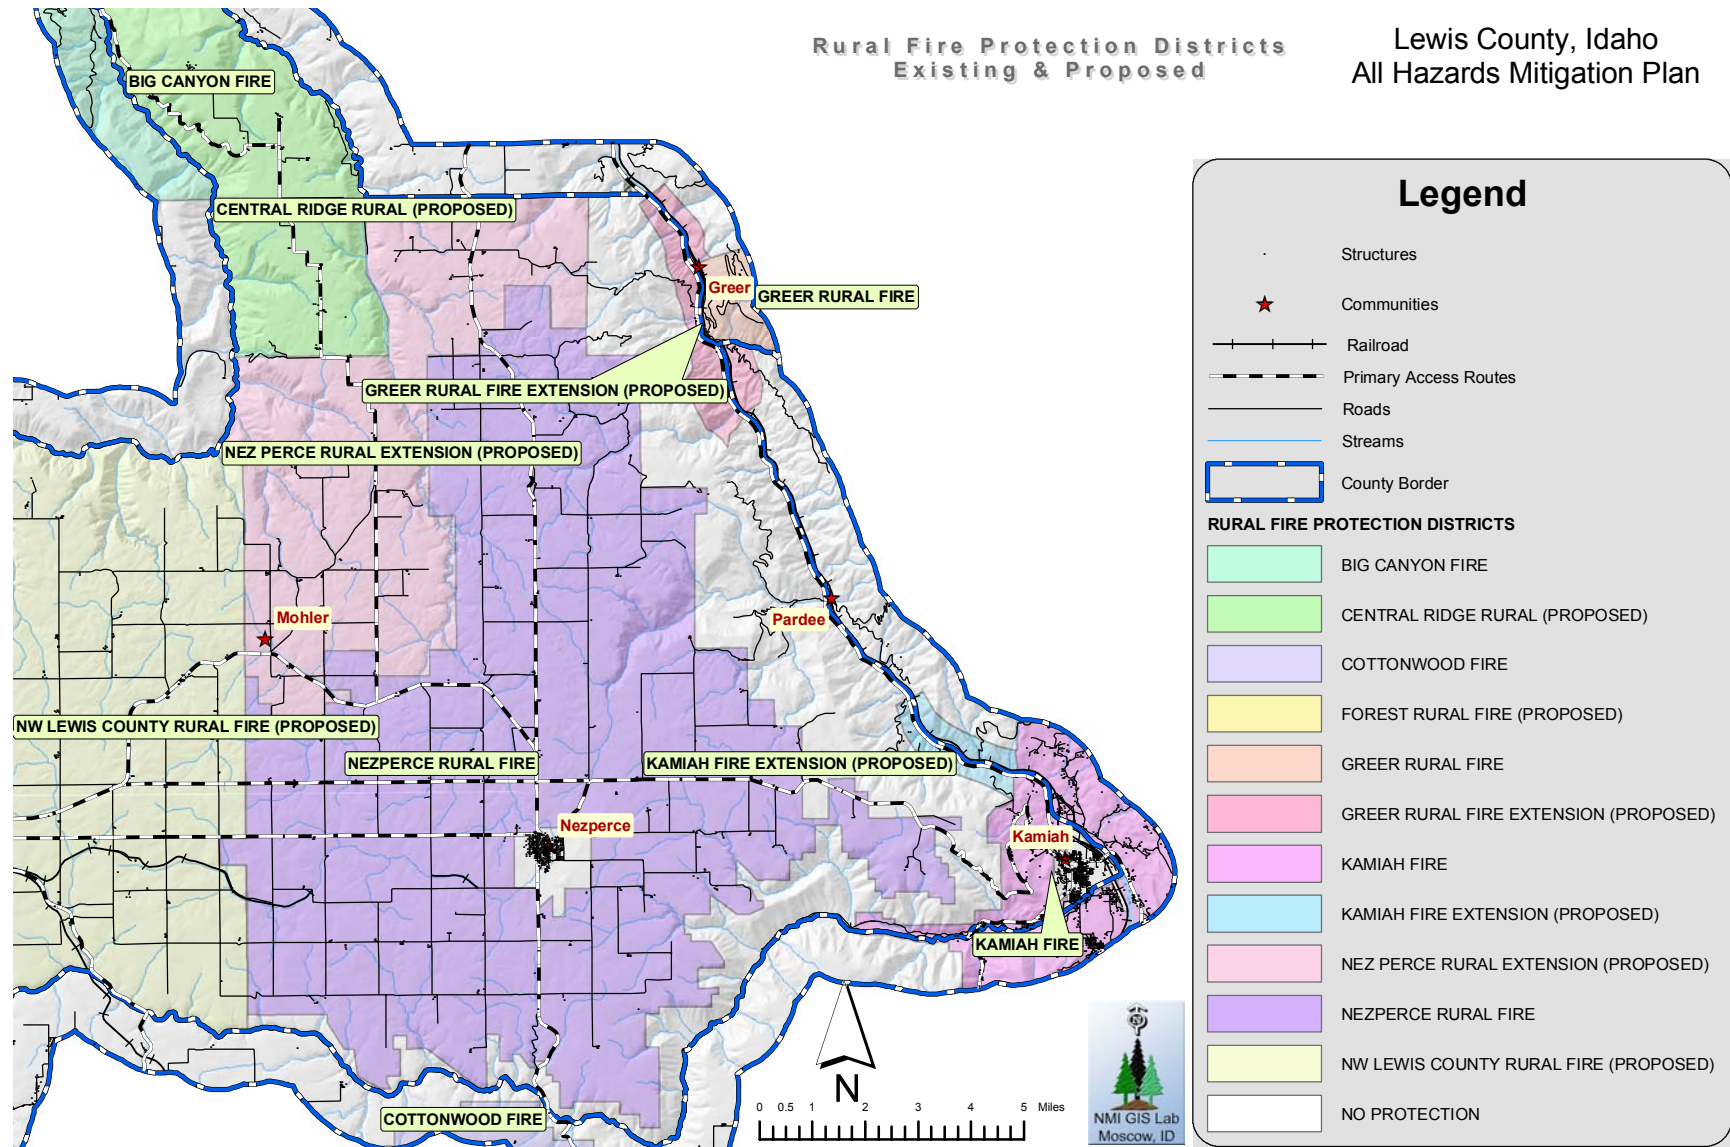 Rural Fire Protection Districts
Existing & Proposed
Lewis County, Idaho
All Hazards Mitigation Plan
BIG CANYON FIRE
CENTRAL RIDGE RURAL (PROPOSED)
Greer
GREER RURAL FIRE
GREER RURAL FIRE EXTENSION (PROPOSED)
NEZ PERCE RURAL EXTENSION (PROPOSED)
Mohler
Pardee
NW LEWIS COUNTY RURAL FIRE (PROPOSED)
NEZPERCE RURAL FIRE
KAMIAH FIRE EXTENSION (PROPOSED)
Nezperce
Kamiah
KAMIAH FIRE
COTTONWOOD FIRE
N
0 0.5 1 2 3 4 5 Miles
N
NMI GIS Lab
Moscow, ID
Legend
Structures
Communities
Railroad
Primary Access Routes
Roads
Streams
County Border
RURAL FIRE PROTECTION DISTRICTS
BIG CANYON FIRE
CENTRAL RIDGE RURAL (PROPOSED)
COTTONWOOD FIRE
FOREST RURAL FIRE (PROPOSED)
GREER RURAL FIRE
GREER RURAL FIRE EXTENSION (PROPOSED)
KAMIAH FIRE
KAMIAH FIRE EXTENSION (PROPOSED)
NEZ PERCE RURAL EXTENSION (PROPOSED)
NEZPERCE RURAL FIRE
NW LEWIS COUNTY RURAL FIRE (PROPOSED)
NO PROTECTION